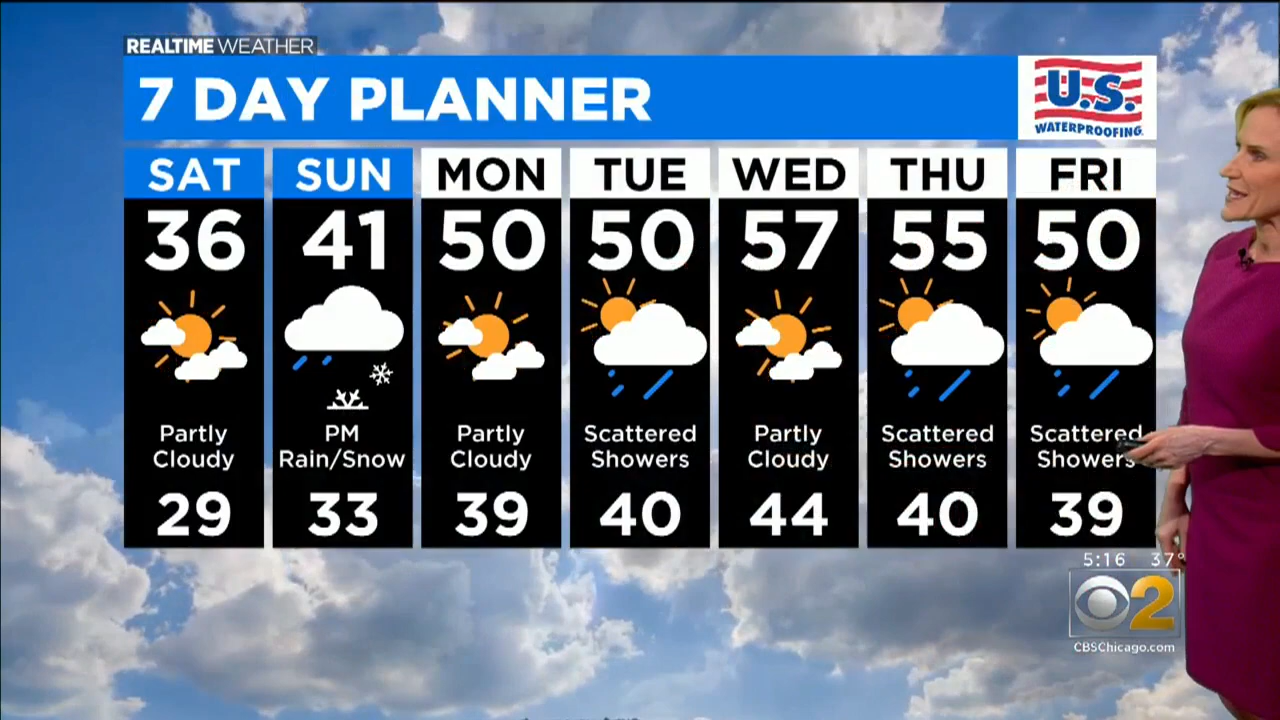 REALTIME WEATHER
7 DAY PLANNER
U.S.
WATERPROOFING
SAT SUN MON TUE WED THU FRI
36 41 50 50 57 55 50
Partly PM Partly Scattered Partly Scattered Scattered
Cloudy Rain/Snow Cloudy Showers Cloudy Showers Showers
29 33 39 40 44 40 39
5:16 37°
2
CBSChicago.com